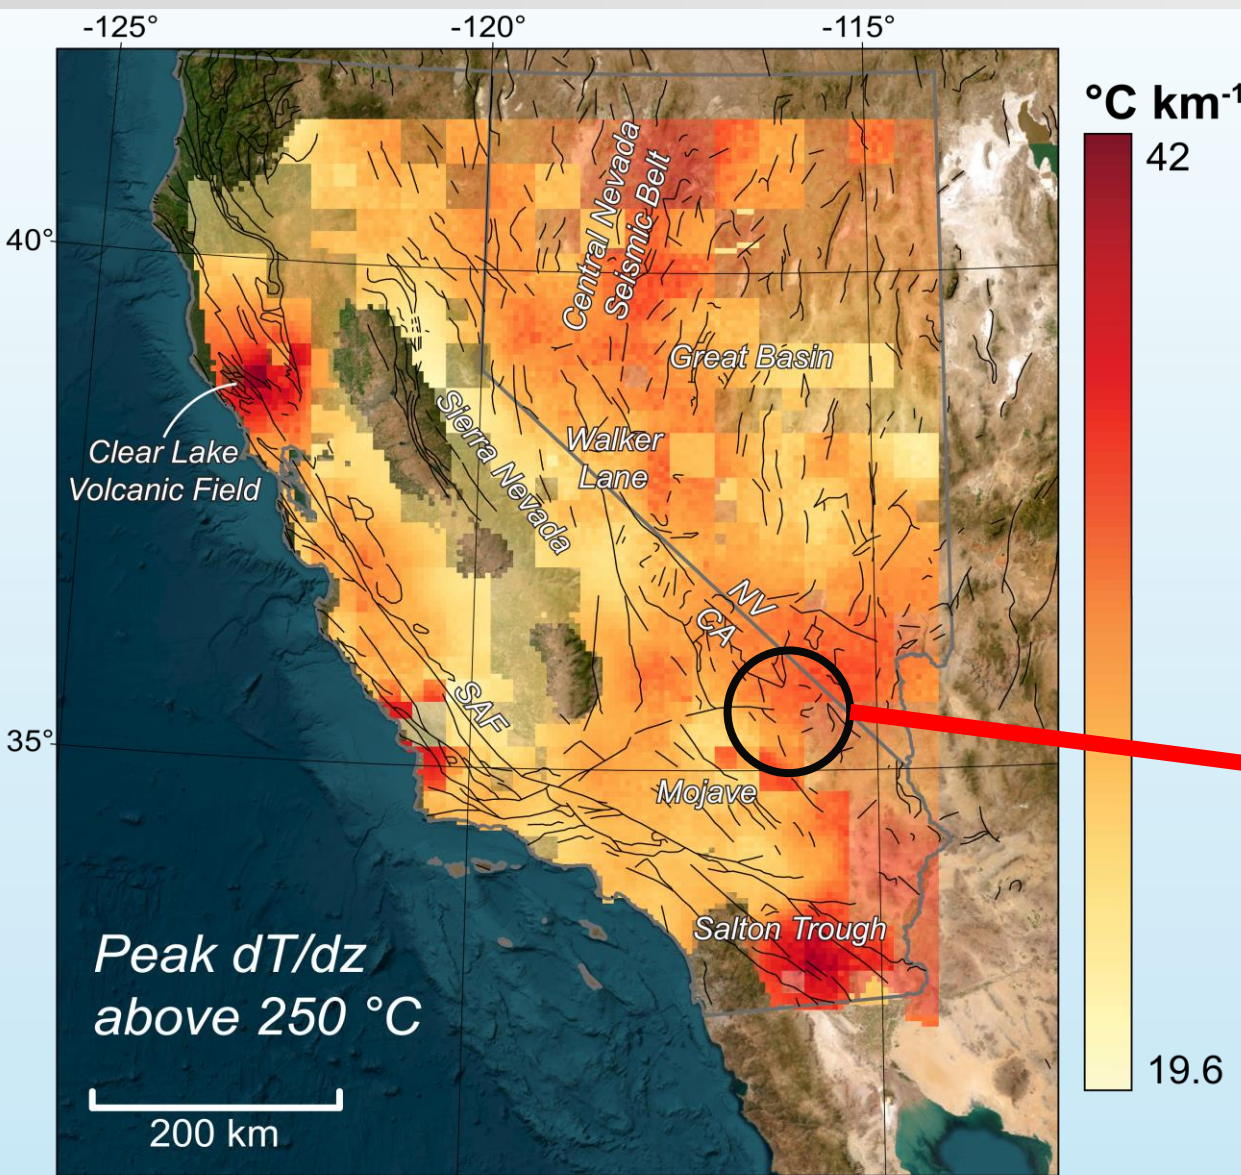 -125°
-120°
-115°
°C km-1
42
40°
Central Nevada
Seismic Belt
Great Basin
Sierra Nevada
Walker
Lane
Clear Lake
Volcanic Field
NV
CA
SAF
35°
Mojave
Salton Trough
Peak dT/dz
above 250 °C
200 km
19.6